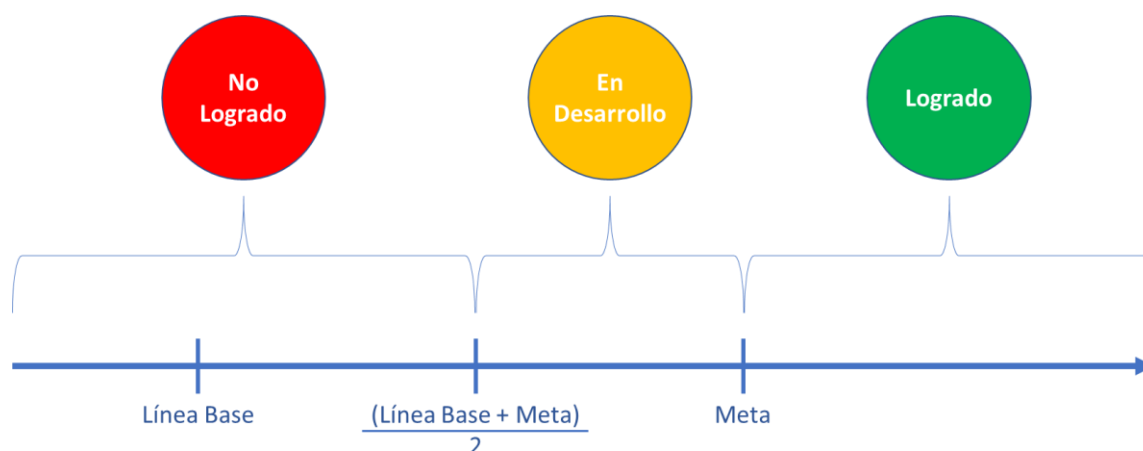 No
Logrado
En
Desarrollo
Logrado
Línea Base
(Línea Base + Meta)
2
Meta